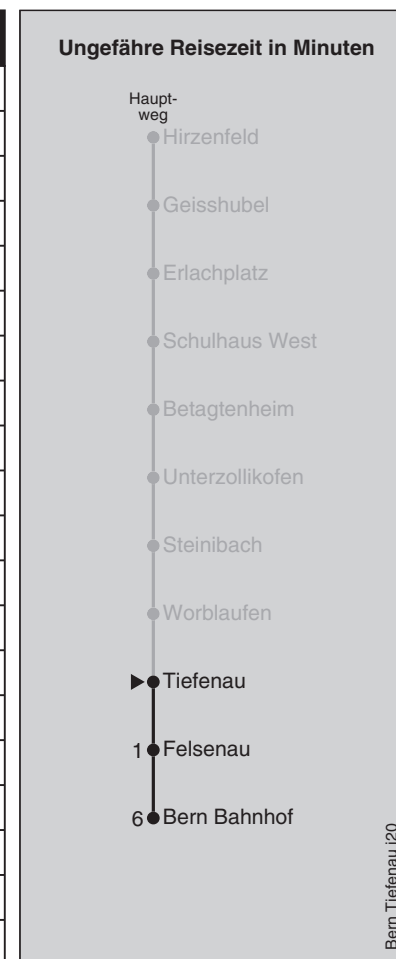 Ungefähre Reisezeit in Minuten
Haupt-
weg
Hirzenfeld
Geisshubel
Erlachplatz
Schulhaus West
Betagtenheim
Unterzollikofen
Steinibach
Worblaufen
Tiefenau
1 Felsenau
6 Bern Bahnhof
Bern Tiefenau j20